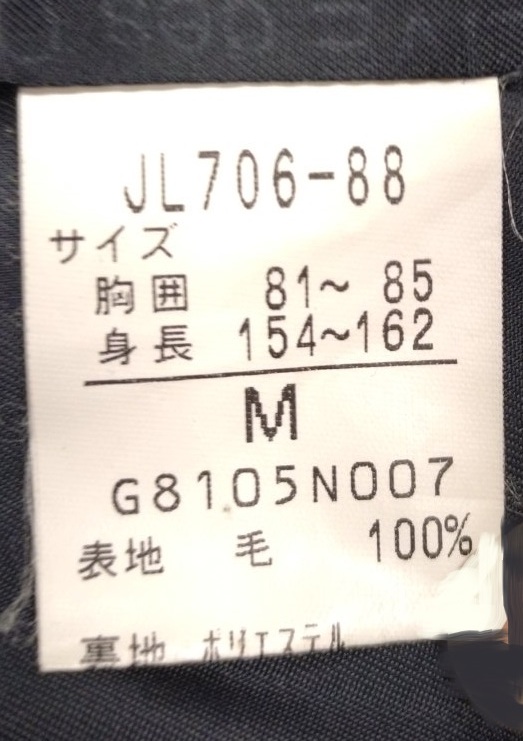 JL706-88
サイズ
胸囲 81~ 85
身長 154~162
M
G8105N007
表地 毛 100%
裏地 ポリエステル